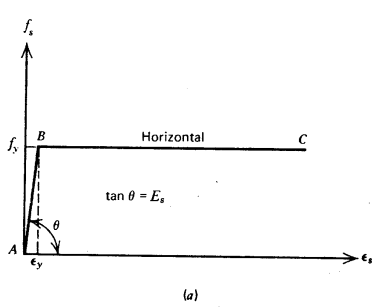 f_s
f_y B Horizontal C
tan θ = E_s
θ
A
ϵ_y ϵ_s
(a)